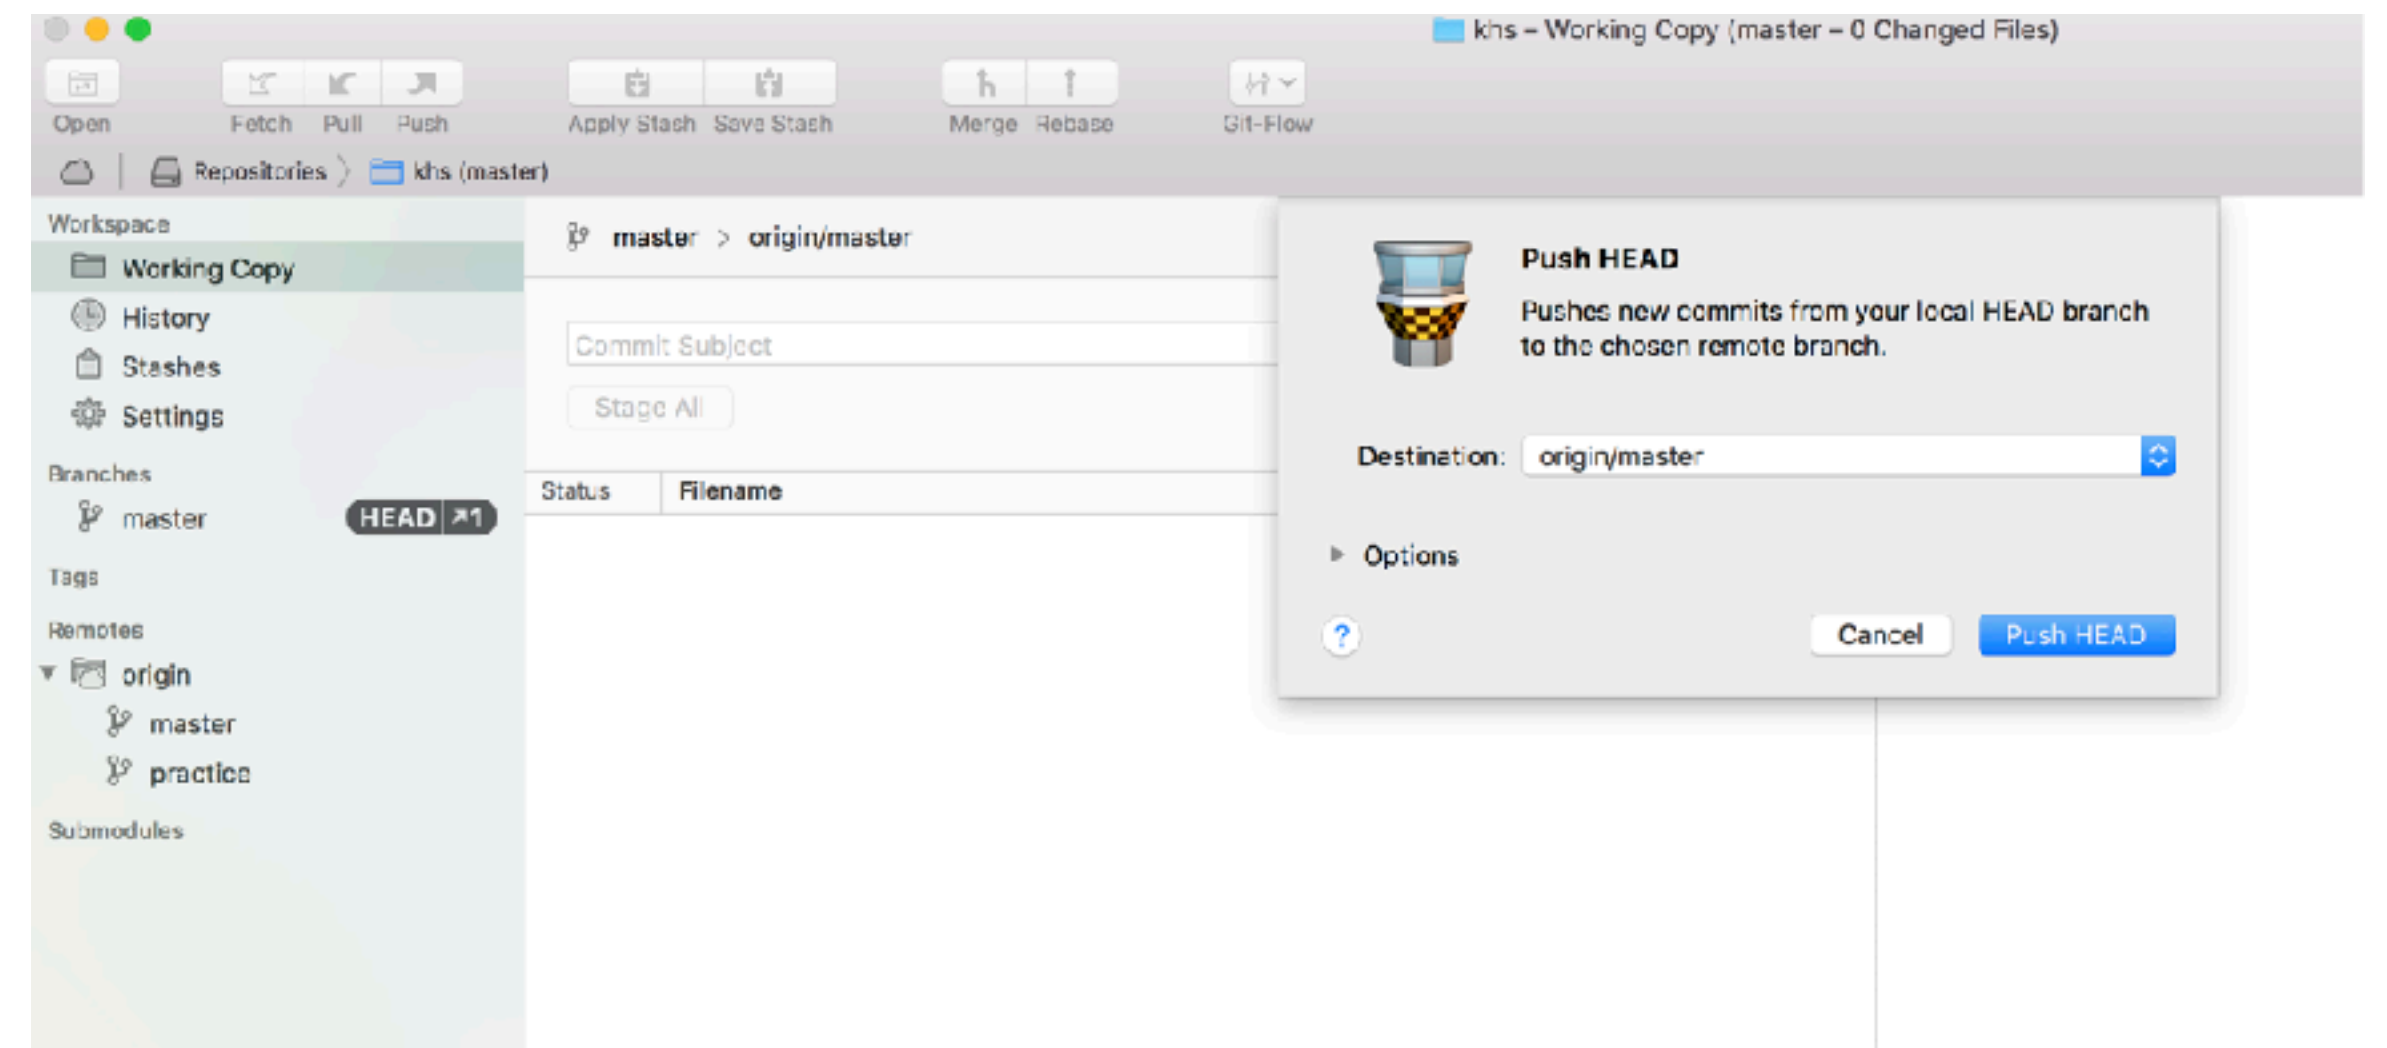 khs – Working Copy (master – 0 Changed Files)
Open Fetch Pull Push Apply Stash Save Stash Merge Rebase Git-Flow
Repositories khs (master)
Workspace
Working Copy
History
Stashes
Settings
Branches
master HEAD 1
Tags
Remotes
origin
master
practice
Submodules
master > origin/master
Commit Subject
Stage All
Status Filename
Push HEAD
Pushes new commits from your local HEAD branch
to the chosen remote branch.
Destination: origin/master
Options
? Cancel Push HEAD